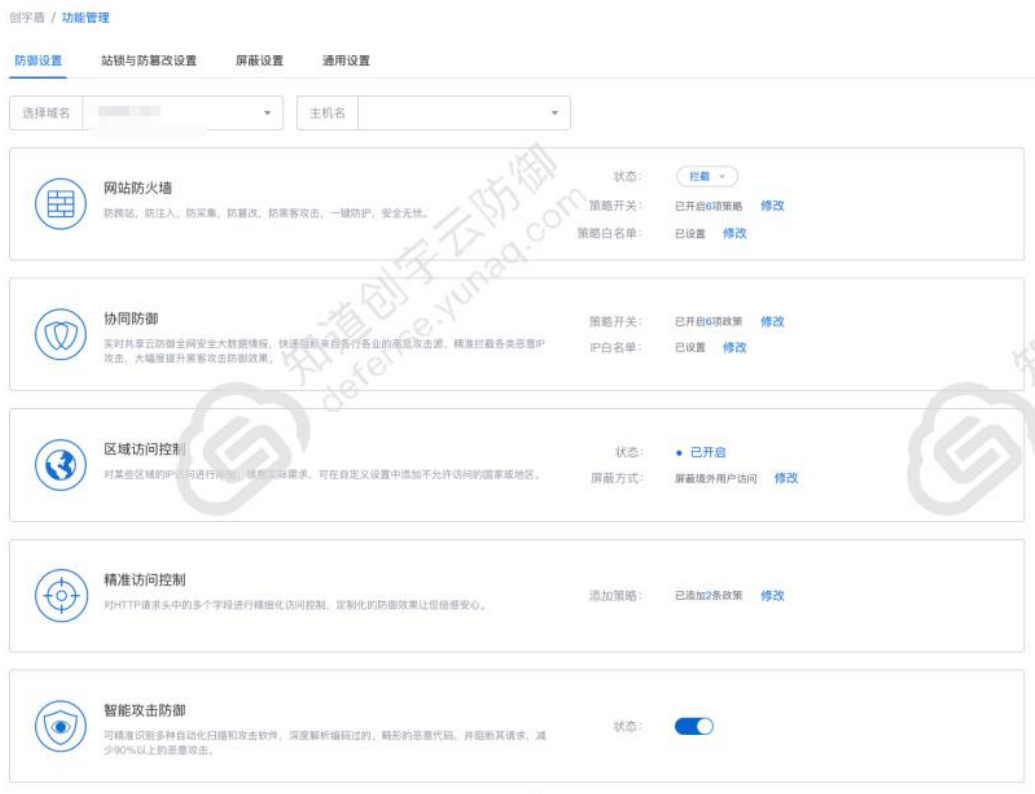 创宇盾 / 功能管理
防御设置 站锁与防篡改设置 屏蔽设置 通用设置
选择域名 主机名
网站防火墙
防跨站、防注入、防采集、防篡改、防黑客攻击、一键防护、安全无忧。
状态： 拦截
策略开关： 已开启6项策略 修改
策略白名单： 已设置 修改
协同防御
实时共享云防御全网安全大数据情报，快速阻断来自各行各业的高危攻击源，精准拦截各类恶意IP
攻击、大幅度提升黑客攻击防御效果。
策略开关： 已开启6项政策 修改
IP白名单： 已设置 修改
区域访问控制
对某些区域的IP访问进行 需求，可在自定义设置中添加不允许访问的国家或地区。
状态： 已开启
屏蔽方式： 屏蔽境外用户访问 修改
精准访问控制
对HTTP请求头中的多个字段进行精细化访问控制，定制化的防御效果让您倍感安心。
添加策略： 已添加2条政策 修改
智能攻击防御
可精准识别多种自动化扫描和攻击软件，深度解析编码过的、畸形的恶意代码，并阻断其请求，减
少90%以上的恶意攻击。
状态：
知道创宇云防御
defence.yunaq.com
知